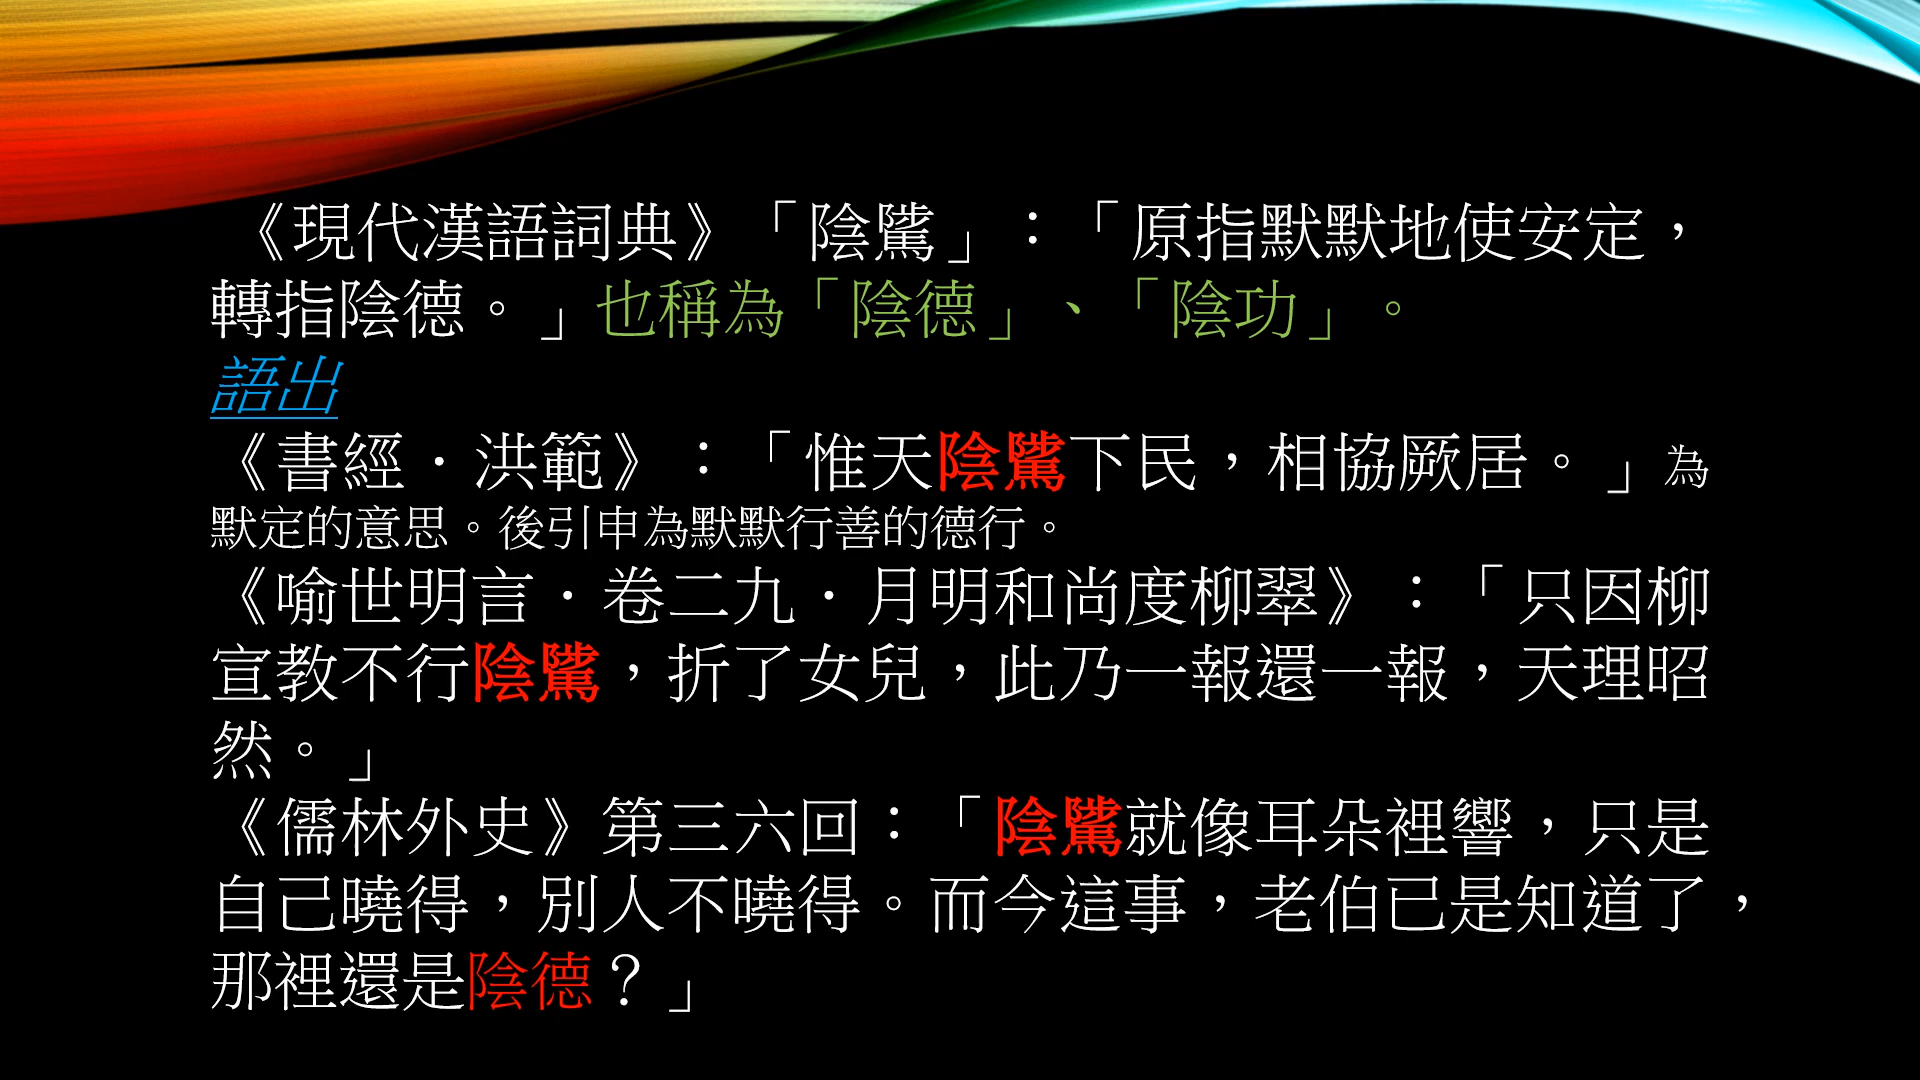 《現代漢語詞典》「陰騭」：「原指默默地使安定，
轉指陰德。」也稱為「陰德」、「陰功」。
語出
《書經．洪範》：「惟天陰騭下民，相協厥居。」為
默定的意思。後引申為默默行善的德行。
《喻世明言．卷二九．月明和尚度柳翠》：「只因柳
宣教不行陰騭，折了女兒，此乃一報還一報，天理昭
然。」
《儒林外史》第三六回：「陰騭就像耳朵裡響，只是
自己曉得，別人不曉得。而今這事，老伯已是知道了，
那裡還是陰德？」